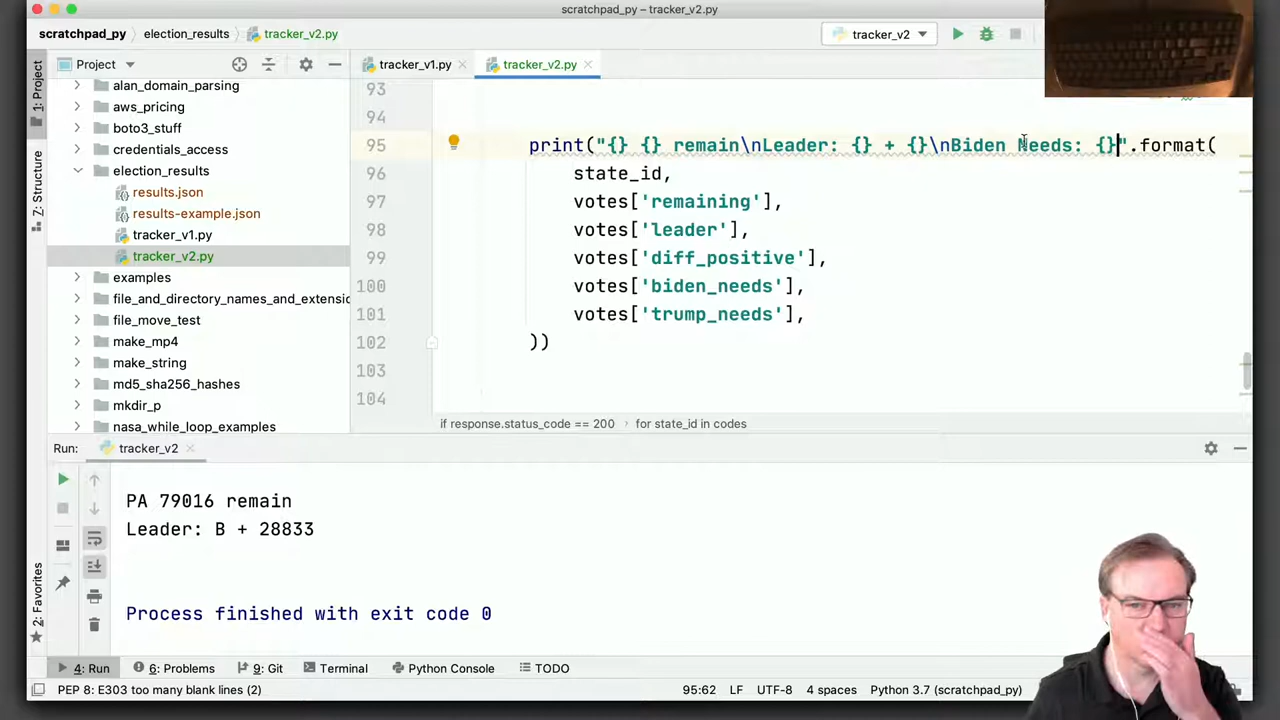 scratchpad_py – tracker_v2.py
scratchpad_py
election_results
tracker_v2.py
tracker_v2
1: Project
Project
tracker_v1.py
tracker_v2.py
alan_domain_parsing
aws_pricing
boto3_stuff
credentials_access
election_results
results.json
results-example.json
tracker_v1.py
tracker_v2.py
examples
file_and_directory_names_and_extensio
file_move_test
make_mp4
make_string
md5_sha256_hashes
mkdir_p
nasa_while_loop_examples
Z: Structure
2: Favorites
93
94
95 print("{} {} remain\nLeader: {} + {}\nBiden Needs: {}".format(
96 state_id,
97 votes['remaining'],
98 votes['leader'],
99 votes['diff_positive'],
100 votes['biden_needs'],
101 votes['trump_needs'],
102 ))
103
104
if response.status_code == 200 › for state_id in codes
Run: tracker_v2
PA 79016 remain
Leader: B + 28833
Process finished with exit code 0
4: Run
6: Problems
9: Git
Terminal
Python Console
TODO
PEP 8: E303 too many blank lines (2)
95:62 LF UTF-8 4 spaces Python 3.7 (scratchpad_py)